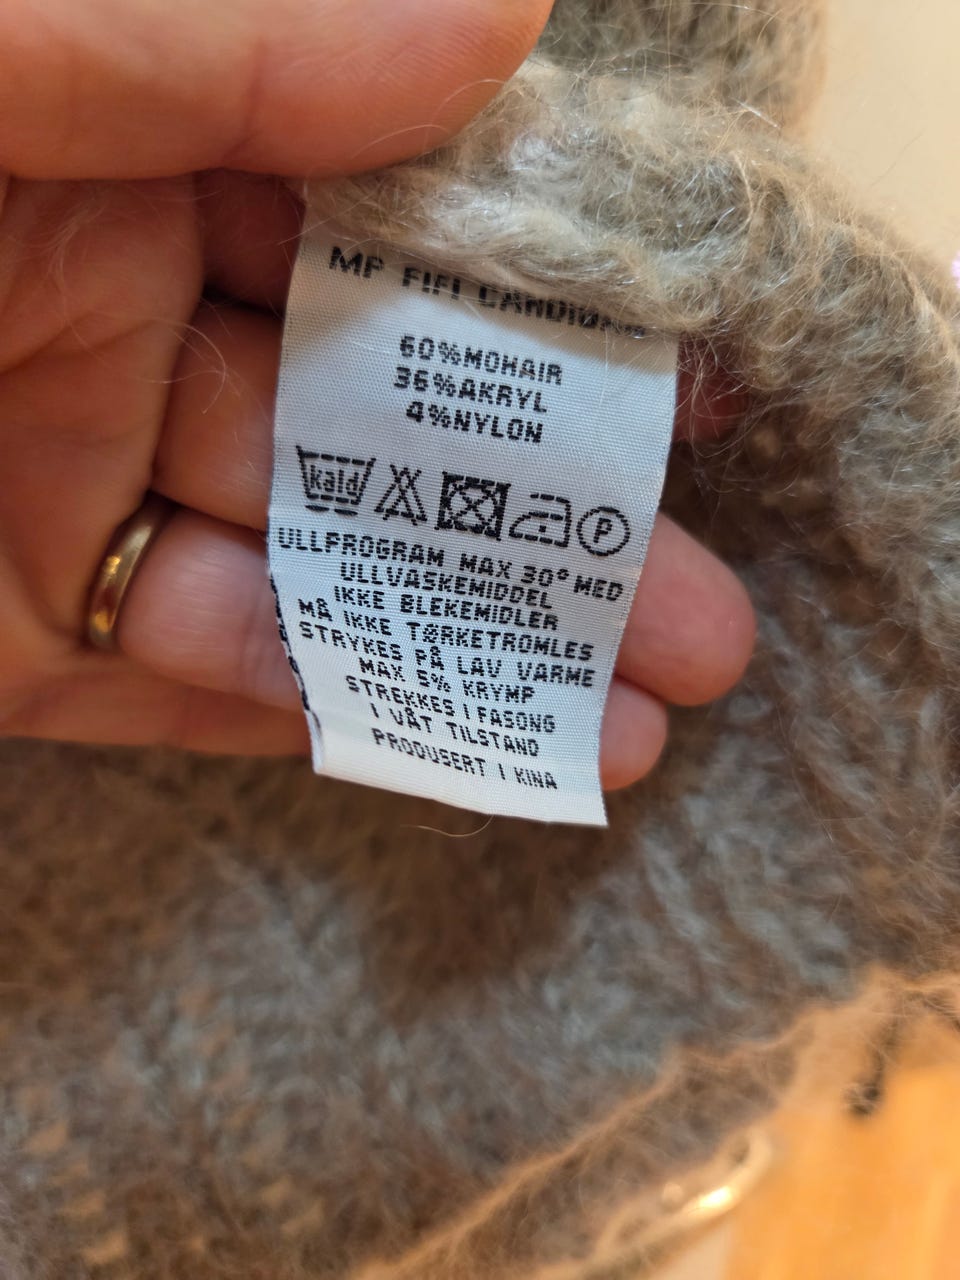 MP FIFI CARDIGAN
60%MOHAIR
36%AKRYL
4%NYLON
kald P
ULLPROGRAM MAX 30° MED
ULLVASKEMIDDEL
IKKE BLEKEMIDLER
MÅ IKKE TØRKETROMLES
STRYKES PÅ LAV VARME
MAX 5% KRYMP
STREKKES I FASONG
I VÅT TILSTAND
PRODUSERT I KINA